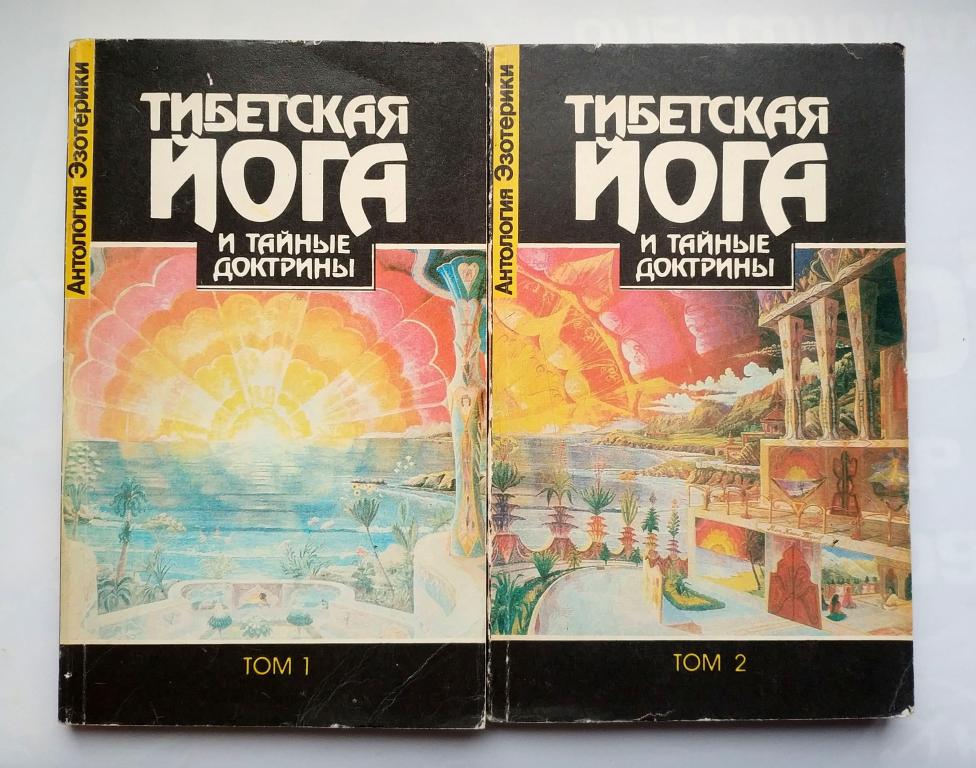 Антология Эзотерики
ТИБЕТСКАЯ
ЙОГА
И ТАЙНЫЕ
ДОКТРИНЫ
ТОМ 1
Антология Эзотерики
ТИБЕТСКАЯ
ЙОГА
И ТАЙНЫЕ
ДОКТРИНЫ
ТОМ 2